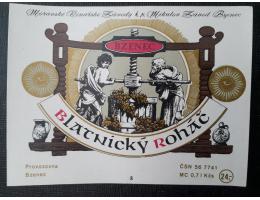 Moravské Vinařské Závody k.p. Mikulov Závod Bzenec
BZENEC
Blatnický Roháč
Provozovna
Bzenec
ČSN 56 7741
MC 0,7 l Kčs
24,-